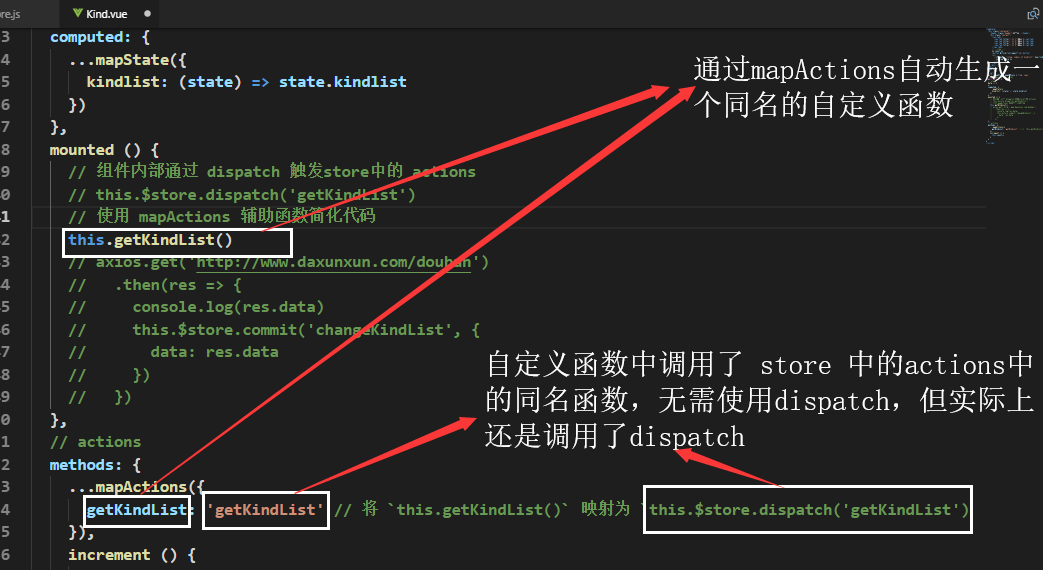 re.js
Kind.vue
3 computed: {
4 ...mapState({
5 kindlist: (state) => state.kindlist
6 })
7 },
8 mounted () {
9 // 组件内部通过 dispatch 触发store中的 actions
0 // this.$store.dispatch('getKindList')
1 // 使用 mapActions 辅助函数简化代码
2 this.getKindList()
3 // axios.get('http://www.daxunxun.com/douban')
4 // .then(res => {
5 // console.log(res.data)
6 // this.$store.commit('changeKindList', {
7 // data: res.data
8 // })
9 // })
0 },
1 // actions
2 methods: {
3 ...mapActions({
4 getKindList: 'getKindList' // 将 `this.getKindList()` 映射为 `this.$store.dispatch('getKindList')
5 }),
6 increment () {
通过mapActions自动生成一
个同名的自定义函数
自定义函数中调用了 store 中的actions中
的同名函数，无需使用dispatch，但实际上
还是调用了dispatch